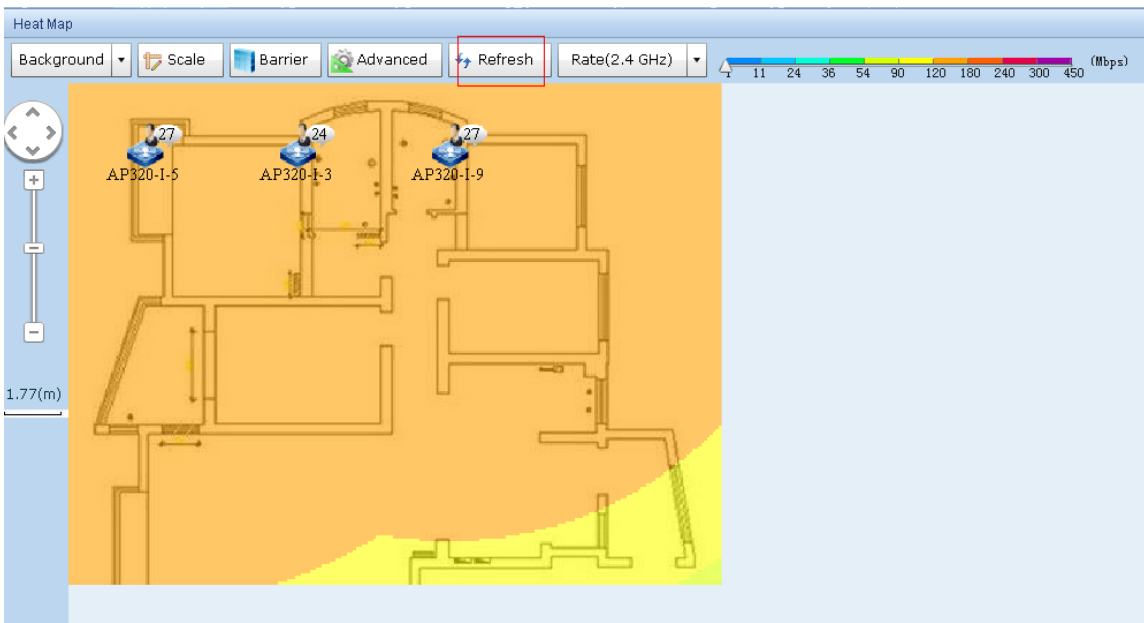 Heat Map
Background Scale Barrier Advanced Refresh Rate(2.4 GHz) (Mbps)
1 11 24 36 54 90 120 180 240 300 450
27 24 27
AP320-I-5 AP320-I-3 AP320-I-9
+
−
1.77(m)